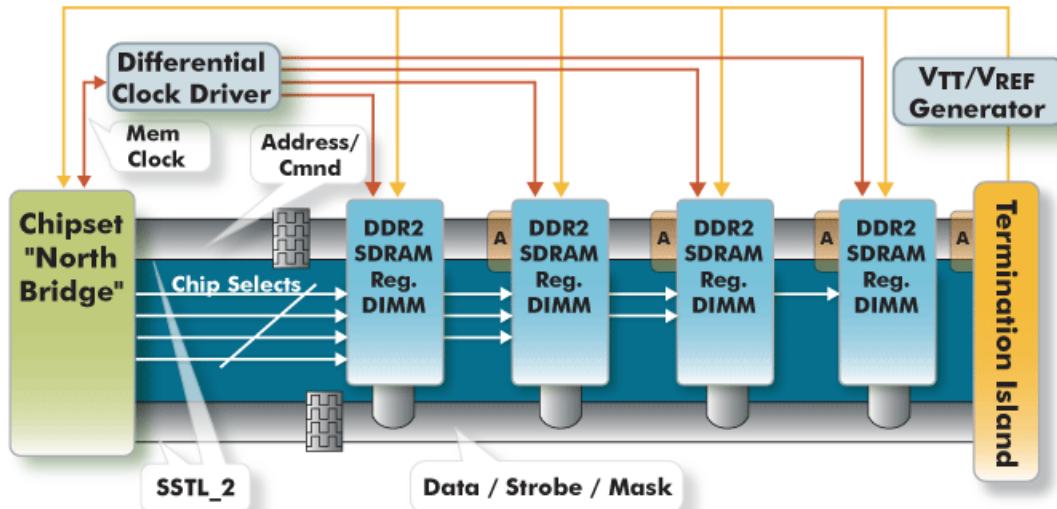 Differential
Clock Driver
VTT/VREF
Generator
Mem
Clock
Address/
Cmnd
Chipset
"North
Bridge"
DDR2
SDRAM
Reg.
DIMM
A
DDR2
SDRAM
Reg.
DIMM
A
DDR2
SDRAM
Reg.
DIMM
A
DDR2
SDRAM
Reg.
DIMM
A
Termination Island
Chip Selects
SSTL_2
Data / Strobe / Mask